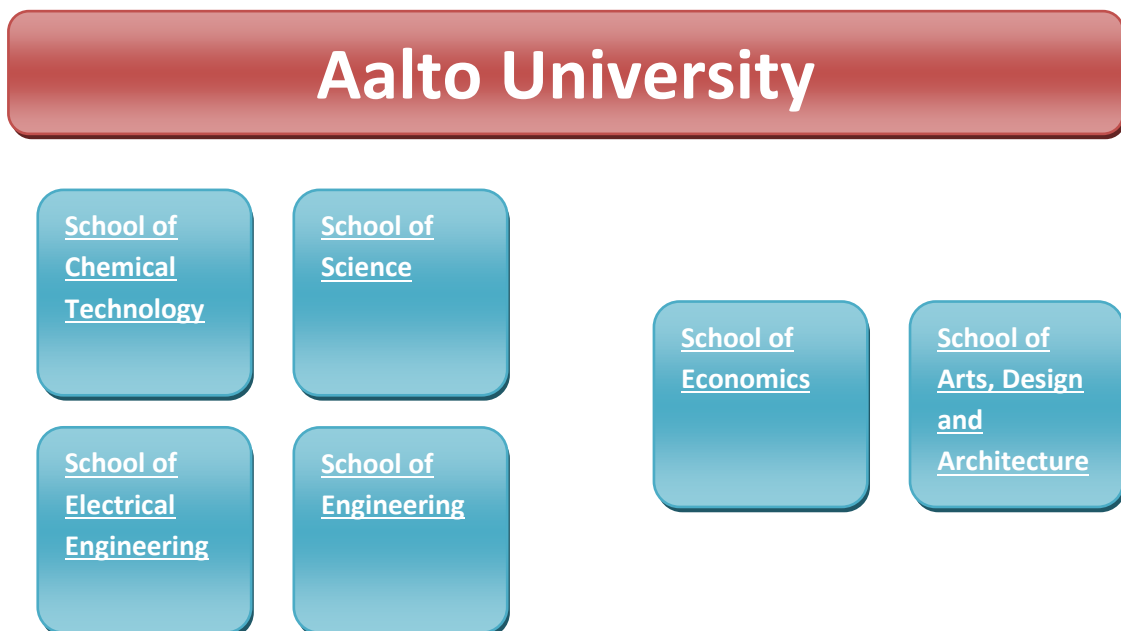 Aalto University
School of
Chemical
Technology
School of
Science
School of
Electrical
Engineering
School of
Engineering
School of
Economics
School of
Arts, Design
and
Architecture